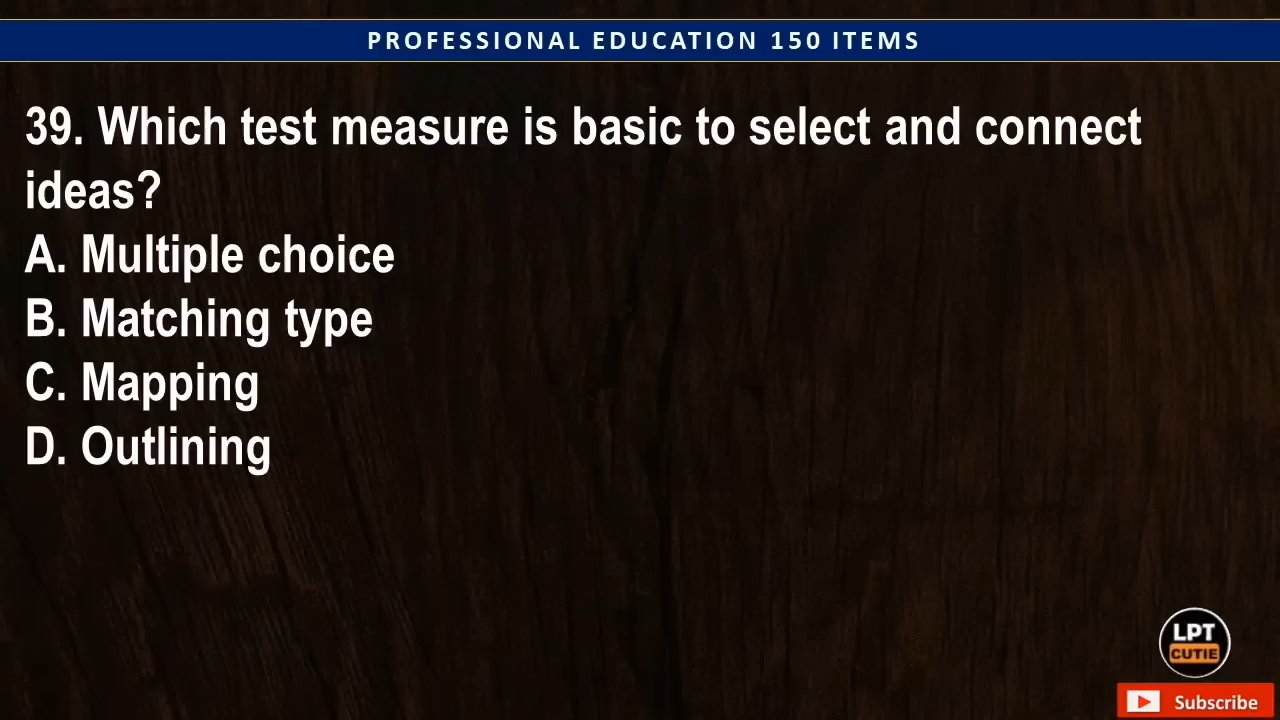 PROFESSIONAL EDUCATION 150 ITEMS
39. Which test measure is basic to select and connect
ideas?
A. Multiple choice
B. Matching type
C. Mapping
D. Outlining
LPT
CUTIE
Subscribe